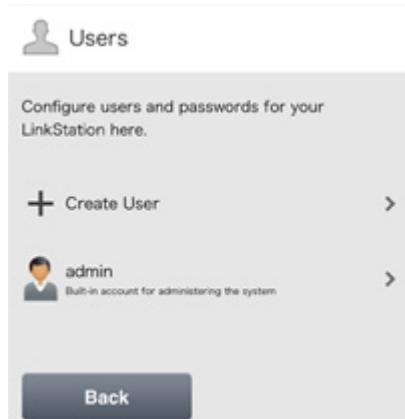 Users
Configure users and passwords for your
LinkStation here.
Create User
admin
Built-in account for administering the system
Back